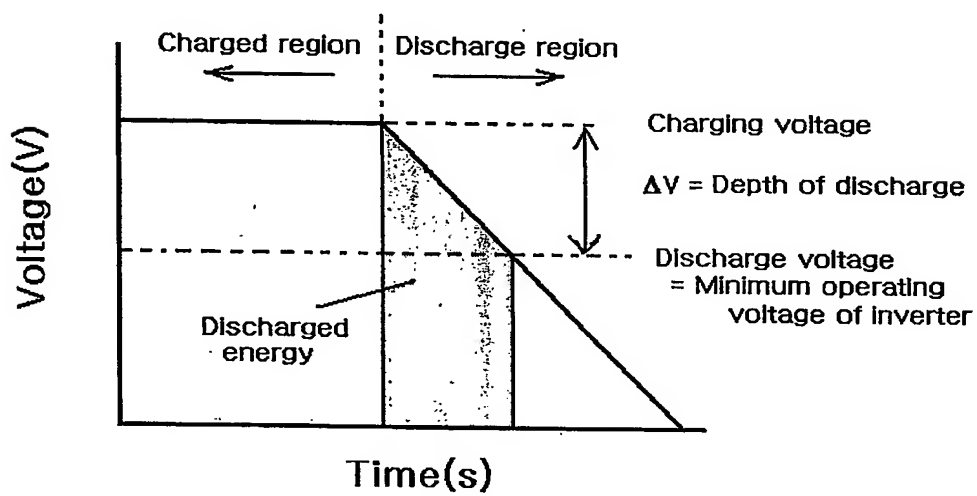 Charged region
Discharge region
Charging voltage
ΔV = Depth of discharge
Discharge voltage
= Minimum operating
voltage of inverter
Discharged
energy
Voltage(V)
Time(s)